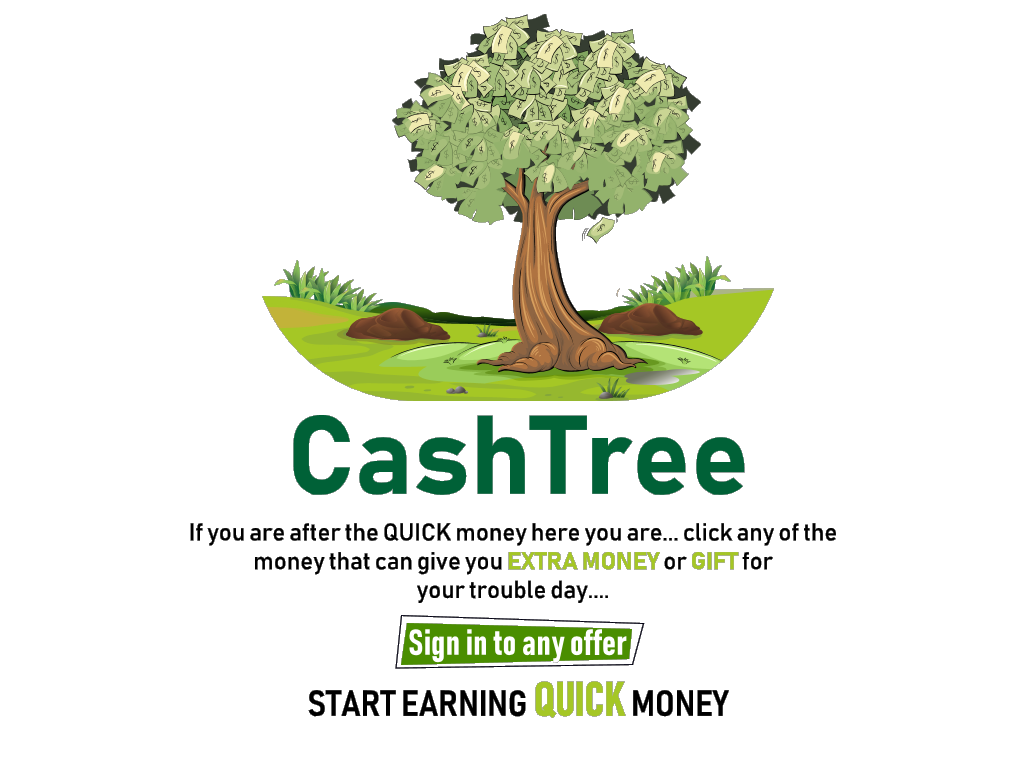 CashTree
If you are after the QUICK money here you are... click any of the
money that can give you EXTRA MONEY or GIFT for
your trouble day....
Sign in to any offer
START EARNING QUICK MONEY